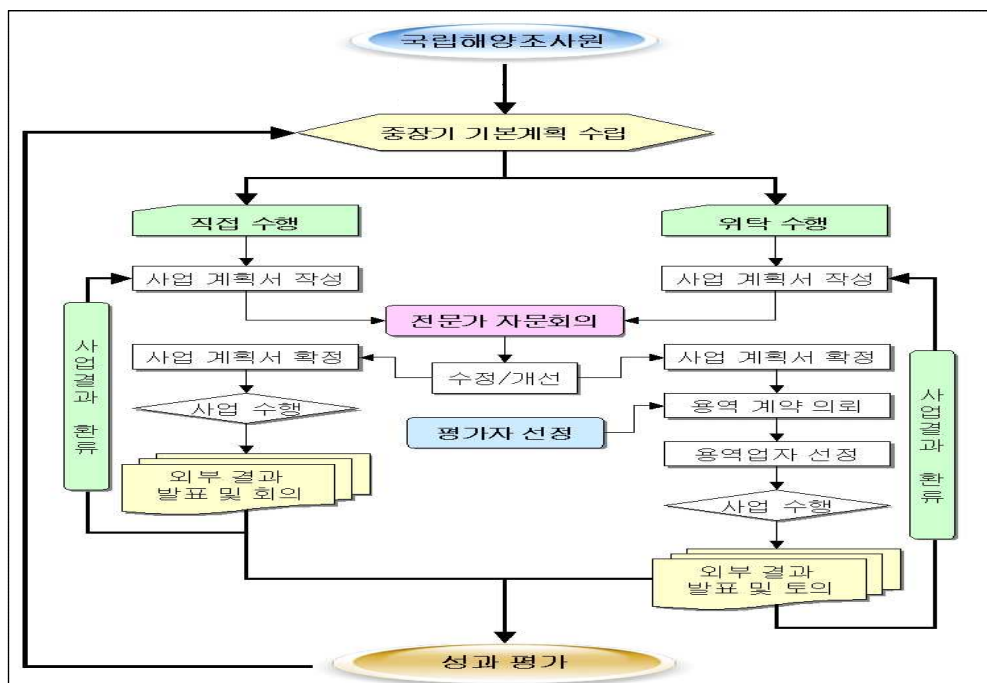 국립해양조사원
중장기 기본계획 수립
직접 수행
위탁 수행
사업 계획서 작성
사업 계획서 작성
전문가 자문회의
사업 계획서 확정
수정/개선
사업 계획서 확정
사업 수행
평가자 선정
용역 계약 의뢰
용역업자 선정
외부 결과
발표 및 회의
사업 수행
외부 결과
발표 및 토의
사업결과 환류
사업결과 환류
성과 평가